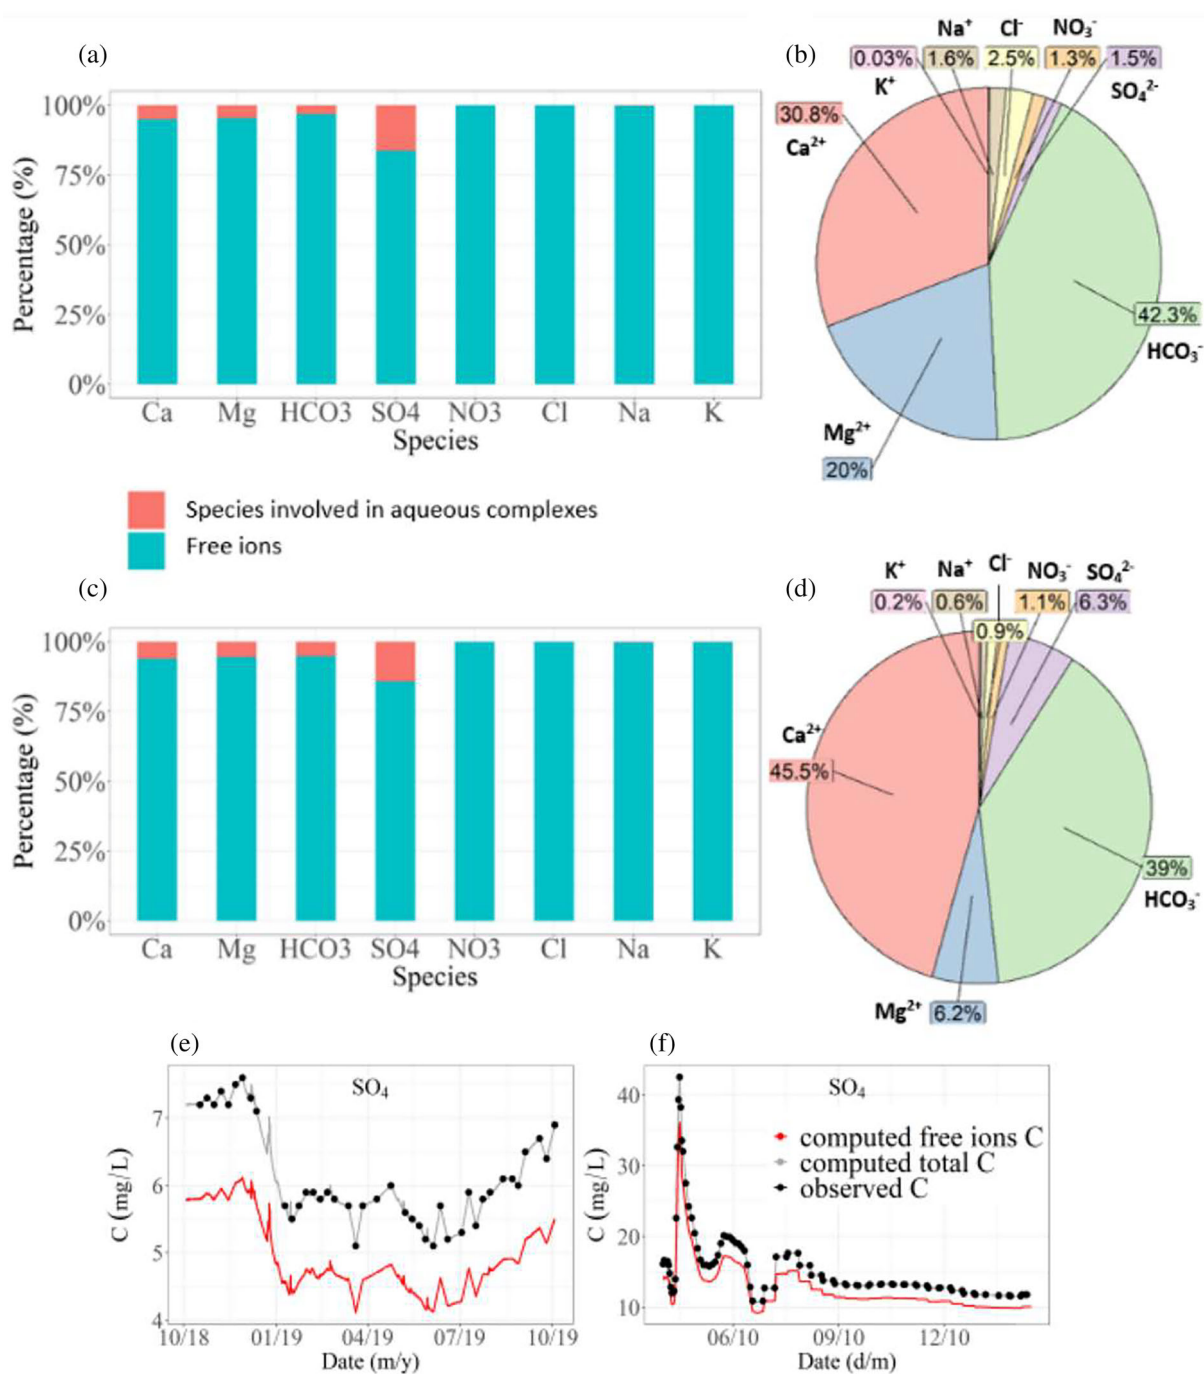 (a)
100%
75%
50%
25%
0%
Percentage (%)
Ca Mg HCO3 SO4 NO3 Cl Na K
Species
(b)
Na⁺ Cl⁻ NO₃⁻
0.03% 1.6% 2.5% 1.3% 1.5%
K⁺ SO₄²⁻
30.8%
Ca²⁺
42.3%
HCO₃⁻
Mg²⁺
20%
Species involved in aqueous complexes
Free ions
(c)
100%
75%
50%
25%
0%
Percentage (%)
Ca Mg HCO3 SO4 NO3 Cl Na K
Species
(d)
K⁺ Na⁺ Cl⁻ NO₃⁻ SO₄²⁻
0.2% 0.6% 1.1% 6.3%
0.9%
Ca²⁺
45.5%
39%
HCO₃⁻
Mg²⁺ 6.2%
(e)
SO₄
7
6
5
4
C (mg/L)
10/18 01/19 04/19 07/19 10/19
Date (m/y)
(f)
SO₄
40
30
20
10
C (mg/L)
computed free ions C
computed total C
observed C
06/10 09/10 12/10
Date (d/m)